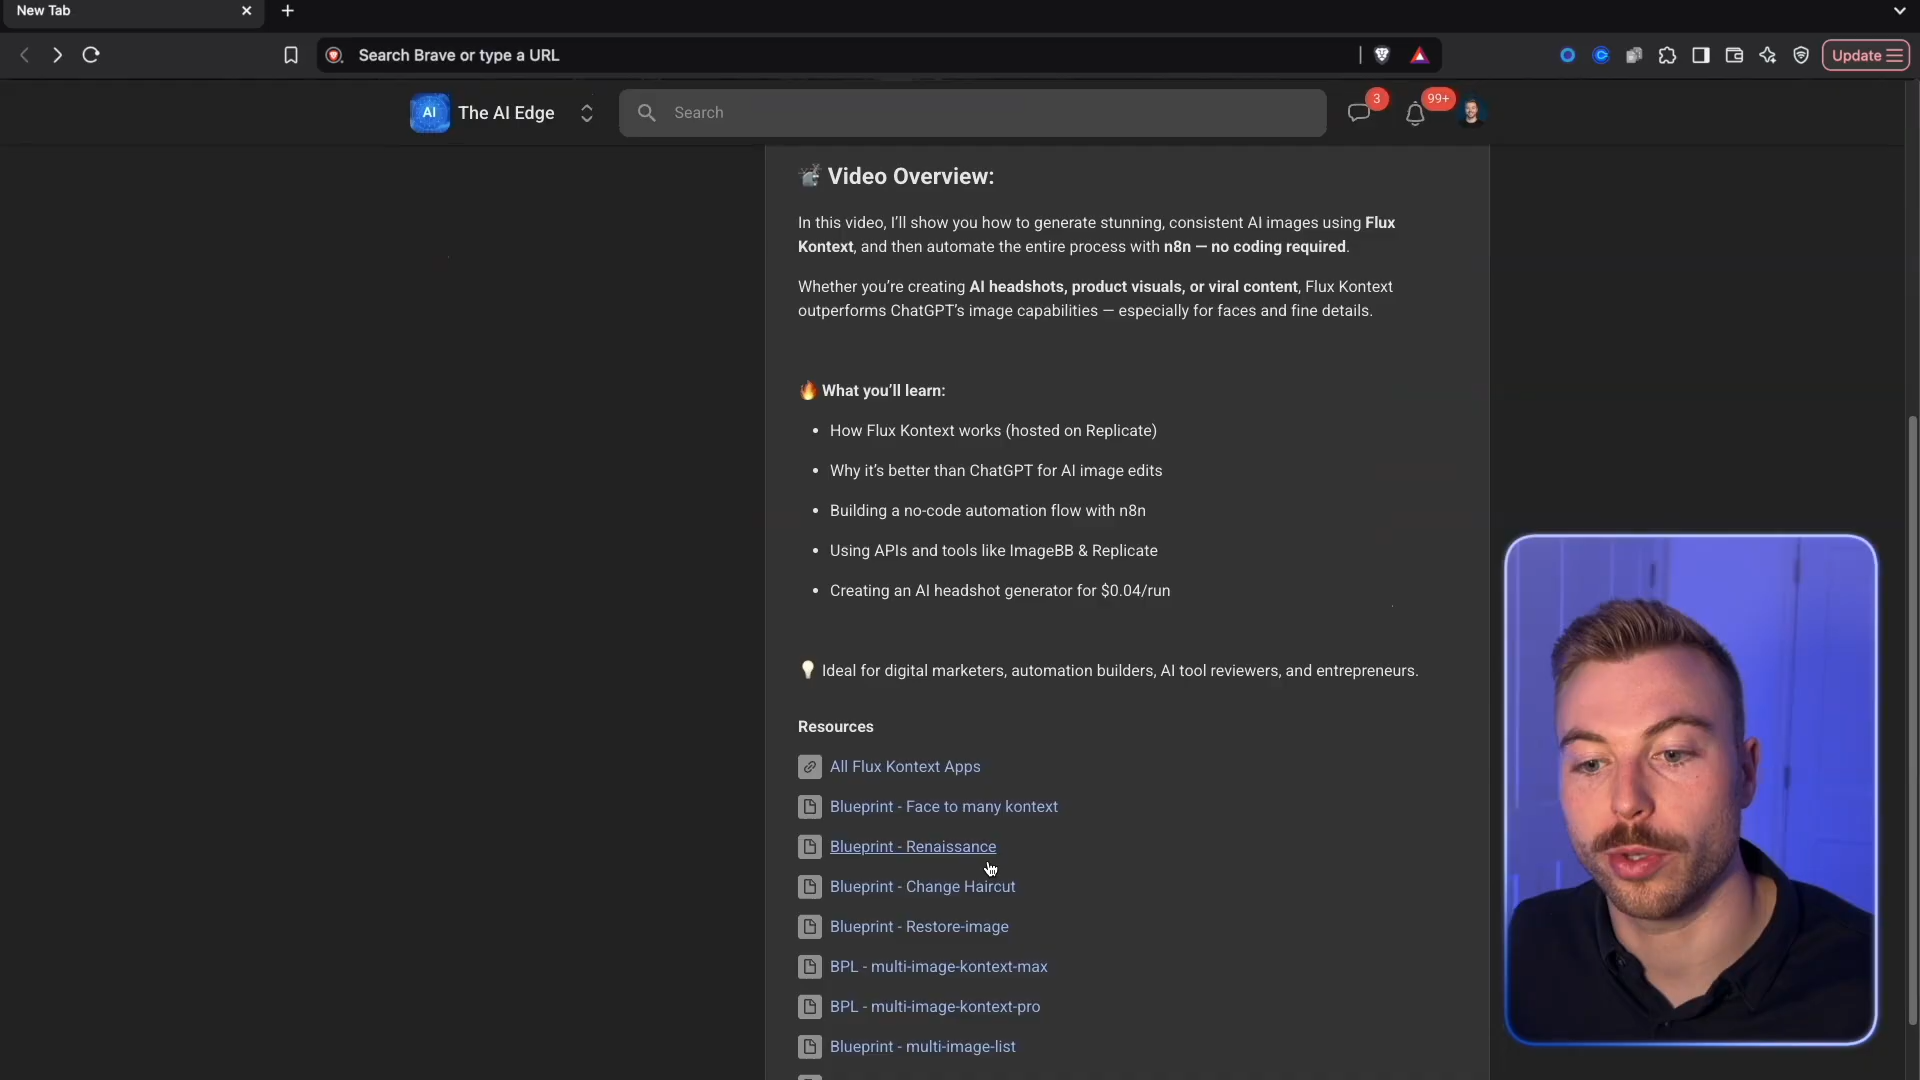 New Tab
Search Brave or type a URL
Update
AI
The AI Edge
Search
3
99+
Video Overview:
In this video, I'll show you how to generate stunning, consistent AI images using Flux
Kontext, and then automate the entire process with n8n — no coding required.
Whether you're creating AI headshots, product visuals, or viral content, Flux Kontext
outperforms ChatGPT's image capabilities — especially for faces and fine details.
What you'll learn:
• How Flux Kontext works (hosted on Replicate)
• Why it's better than ChatGPT for AI image edits
• Building a no-code automation flow with n8n
• Using APIs and tools like ImageBB & Replicate
• Creating an AI headshot generator for $0.04/run
Ideal for digital marketers, automation builders, AI tool reviewers, and entrepreneurs.
Resources
All Flux Kontext Apps
Blueprint - Face to many kontext
Blueprint - Renaissance
Blueprint - Change Haircut
Blueprint - Restore-image
BPL - multi-image-kontext-max
BPL - multi-image-kontext-pro
Blueprint - multi-image-list